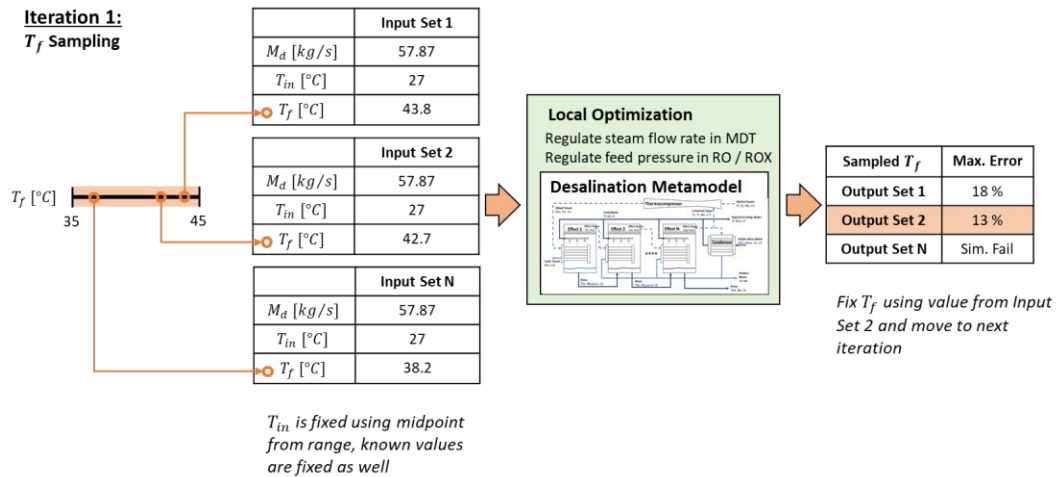 Iteration 1:
T_f Sampling
Input Set 1
M_d [kg/s] 57.87
T_in [°C] 27
T_f [°C] 43.8
Input Set 2
M_d [kg/s] 57.87
T_in [°C] 27
T_f [°C] 42.7
Input Set N
M_d [kg/s] 57.87
T_in [°C] 27
T_f [°C] 38.2
T_f [°C]
35 45
T_in is fixed using midpoint
from range, known values
are fixed as well
Local Optimization
Regulate steam flow rate in MDT
Regulate feed pressure in RO / ROX
Desalination Metamodel
Thermocompressor
Effect 1 Effect 2 Effect N Condenser
Sampled T_f Max. Error
Output Set 1 18 %
Output Set 2 13 %
Output Set N Sim. Fail
Fix T_f using value from Input
Set 2 and move to next
iteration